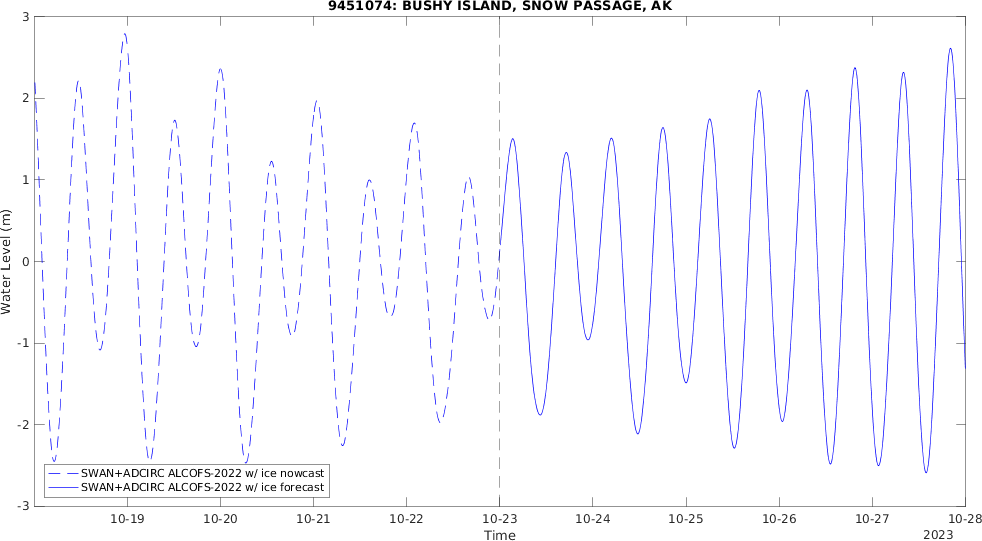 9451074: BUSHY ISLAND, SNOW PASSAGE, AK
3
2
1
0
-1
-2
-3
Water Level (m)
SWAN+ADCIRC ALCOFS-2022 w/ ice nowcast
SWAN+ADCIRC ALCOFS-2022 w/ ice forecast
10-19 10-20 10-21 10-22 10-23 10-24 10-25 10-26 10-27 10-28
Time
2023